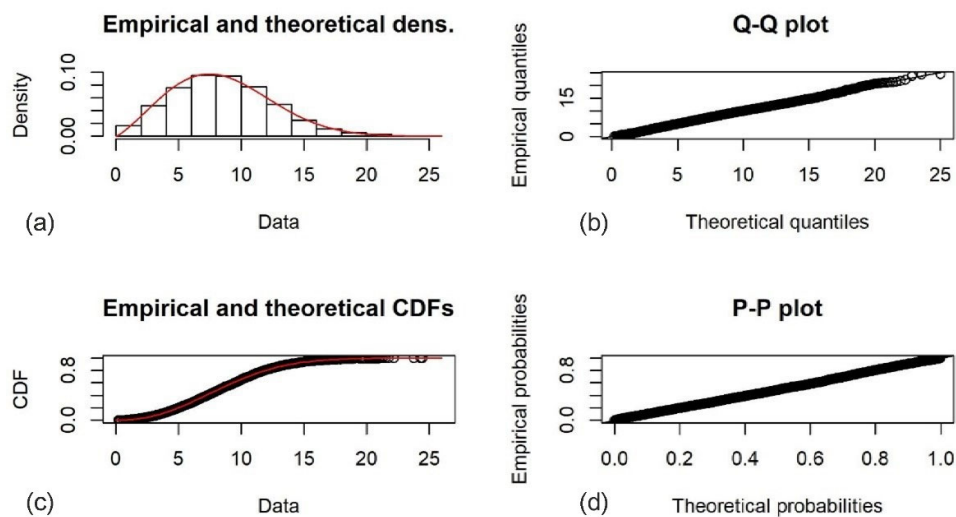 Empirical and theoretical dens.
Density
0.00
0.10
0 5 10 15 20 25
Data
(a)
Q-Q plot
Empirical quantiles
0
15
0 5 10 15 20 25
Theoretical quantiles
(b)
Empirical and theoretical CDFs
CDF
0.0
0.8
0 5 10 15 20 25
Data
(c)
P-P plot
Empirical probabilities
0.0
0.8
0.0 0.2 0.4 0.6 0.8 1.0
Theoretical probabilities
(d)